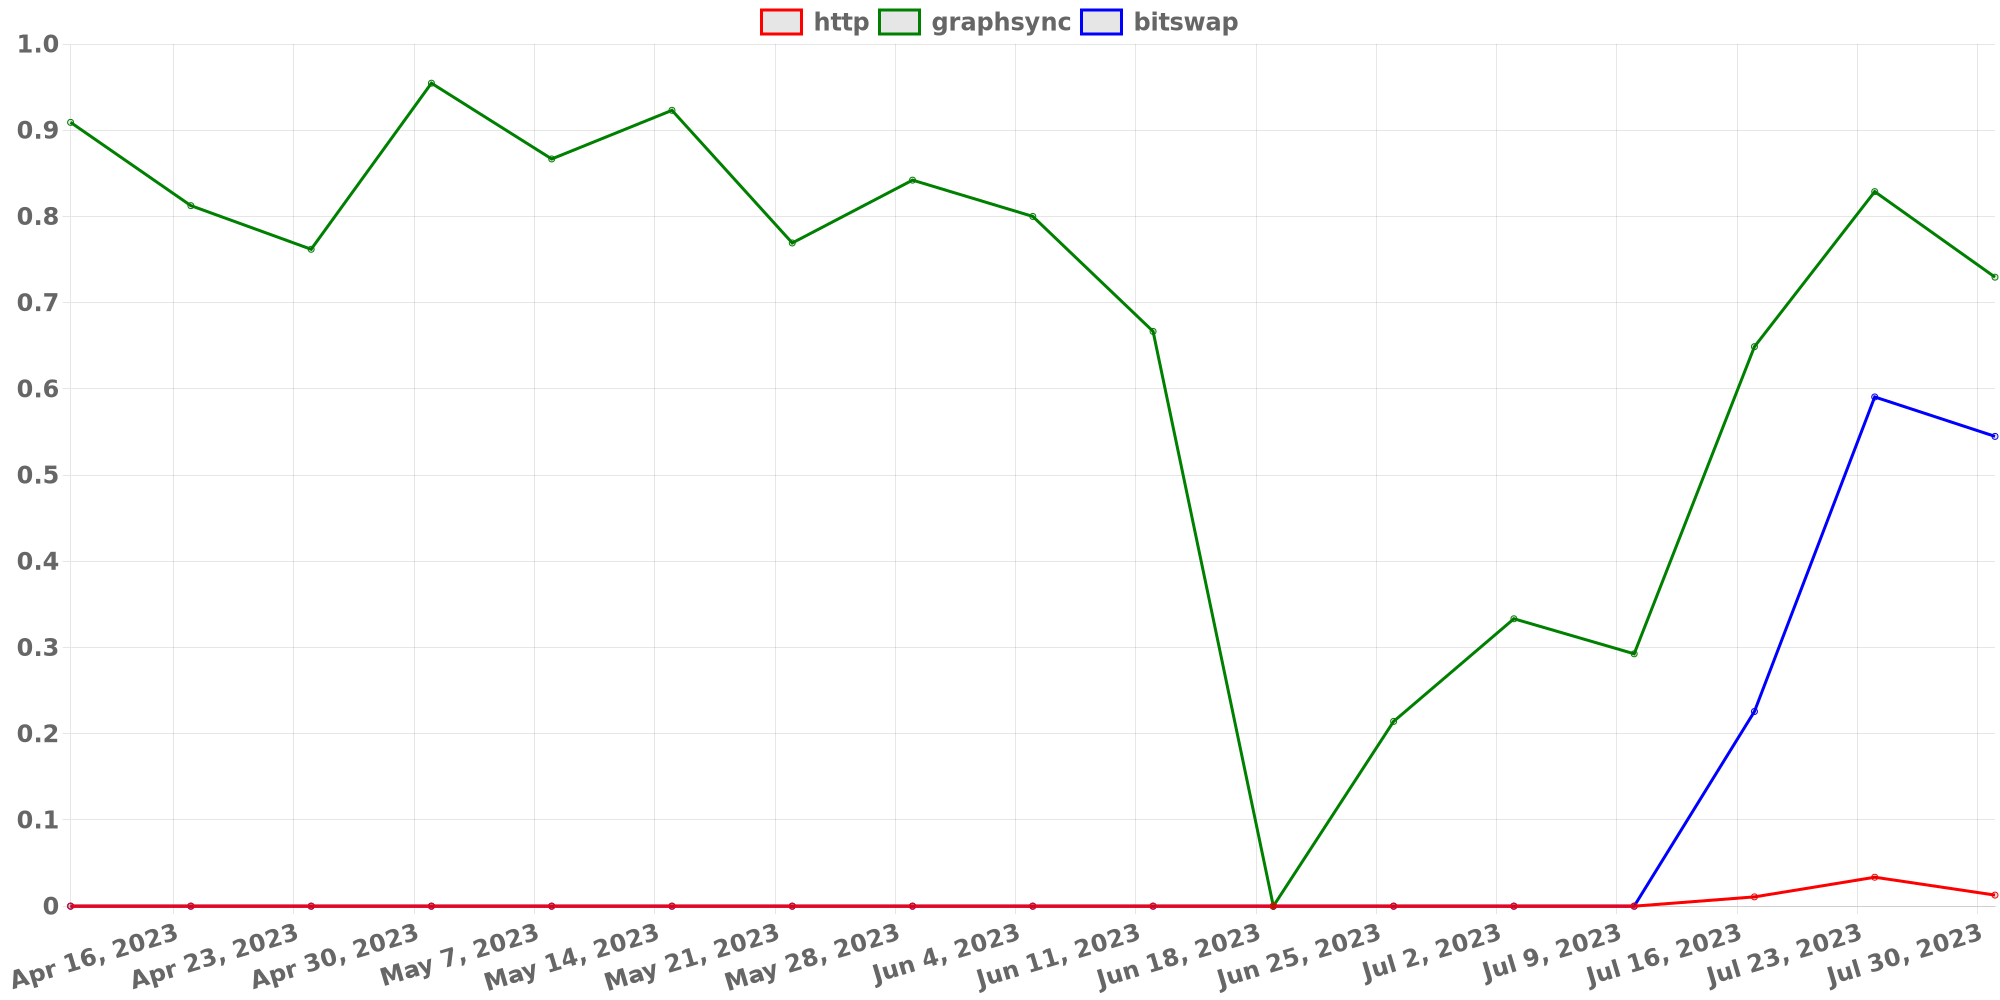 http graphsync bitswap
1.0
0.9
0.8
0.7
0.6
0.5
0.4
0.3
0.2
0.1
0
Apr 16, 2023
Apr 23, 2023
Apr 30, 2023
May 7, 2023
May 14, 2023
May 21, 2023
May 28, 2023
Jun 4, 2023
Jun 11, 2023
Jun 18, 2023
Jun 25, 2023
Jul 2, 2023
Jul 9, 2023
Jul 16, 2023
Jul 23, 2023
Jul 30, 2023